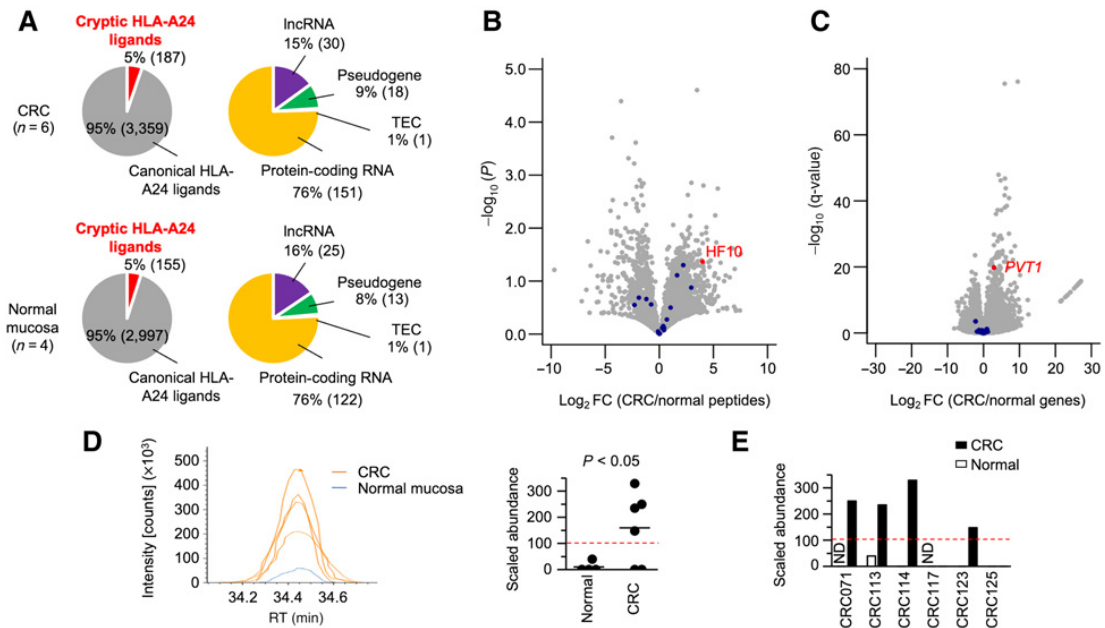 A
Cryptic HLA-A24
ligands
5% (187)
CRC
(n = 6)
95% (3,359)
Canonical HLA-
A24 ligands
lncRNA
15% (30)
Pseudogene
9% (18)
TEC
1% (1)
Protein-coding RNA
76% (151)
Cryptic HLA-A24
ligands
5% (155)
Normal
mucosa
(n = 4)
95% (2,997)
Canonical HLA-
A24 ligands
lncRNA
16% (25)
Pseudogene
8% (13)
TEC
1% (1)
Protein-coding RNA
76% (122)
B
−log10 (P)
5.0
4.0
3.0
2.0
1.0
0.0
HF10
−10 −5 0 5 10
Log2 FC (CRC/normal peptides)
C
−log10 (q-value)
80
60
40
20
0
PVT1
−30 −20 −10 0 10 20 30
Log2 FC (CRC/normal genes)
D
Intensity [counts] (×10³)
500
400
300
200
100
0
CRC
Normal mucosa
34.2 34.4 34.6
RT (min)
P < 0.05
Scaled abundance
300
200
100
0
Normal
CRC
E
CRC
Normal
Scaled abundance
300
200
100
0
ND
ND
CRC071
CRC113
CRC114
CRC117
CRC123
CRC125